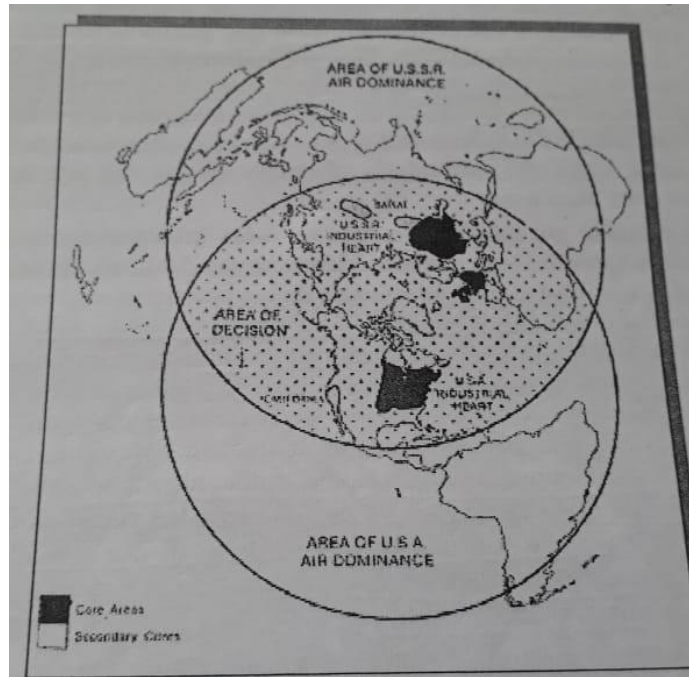 AREA OF U.S.S.R.
AIR DOMINANCE
U.S.S.R.
INDUSTRIAL
HEART
AREA OF
DECISION
CALIFORNIA
U.S.A.
INDUSTRIAL
HEART
AREA OF U.S.A.
AIR DOMINANCE
Core Areas
Secondary Cores